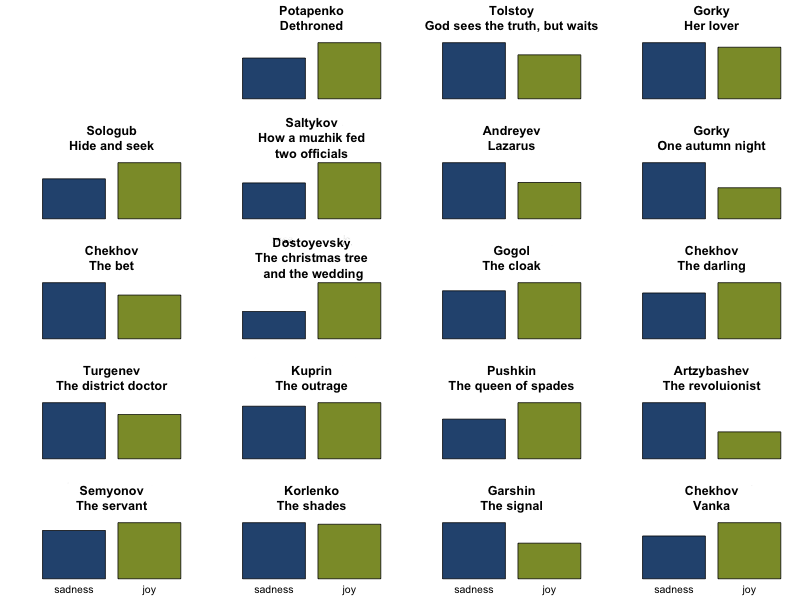 Potapenko
Dethroned
Tolstoy
God sees the truth, but waits
Gorky
Her lover
Sologub
Hide and seek
Saltykov
How a muzhik fed
two officials
Andreyev
Lazarus
Gorky
One autumn night
Chekhov
The bet
Dostoyevsky
The christmas tree
and the wedding
Gogol
The cloak
Chekhov
The darling
Turgenev
The district doctor
Kuprin
The outrage
Pushkin
The queen of spades
Artzybashev
The revoluionist
Semyonov
The servant
Korlenko
The shades
Garshin
The signal
Chekhov
Vanka
sadness joy
sadness joy
sadness joy
sadness joy